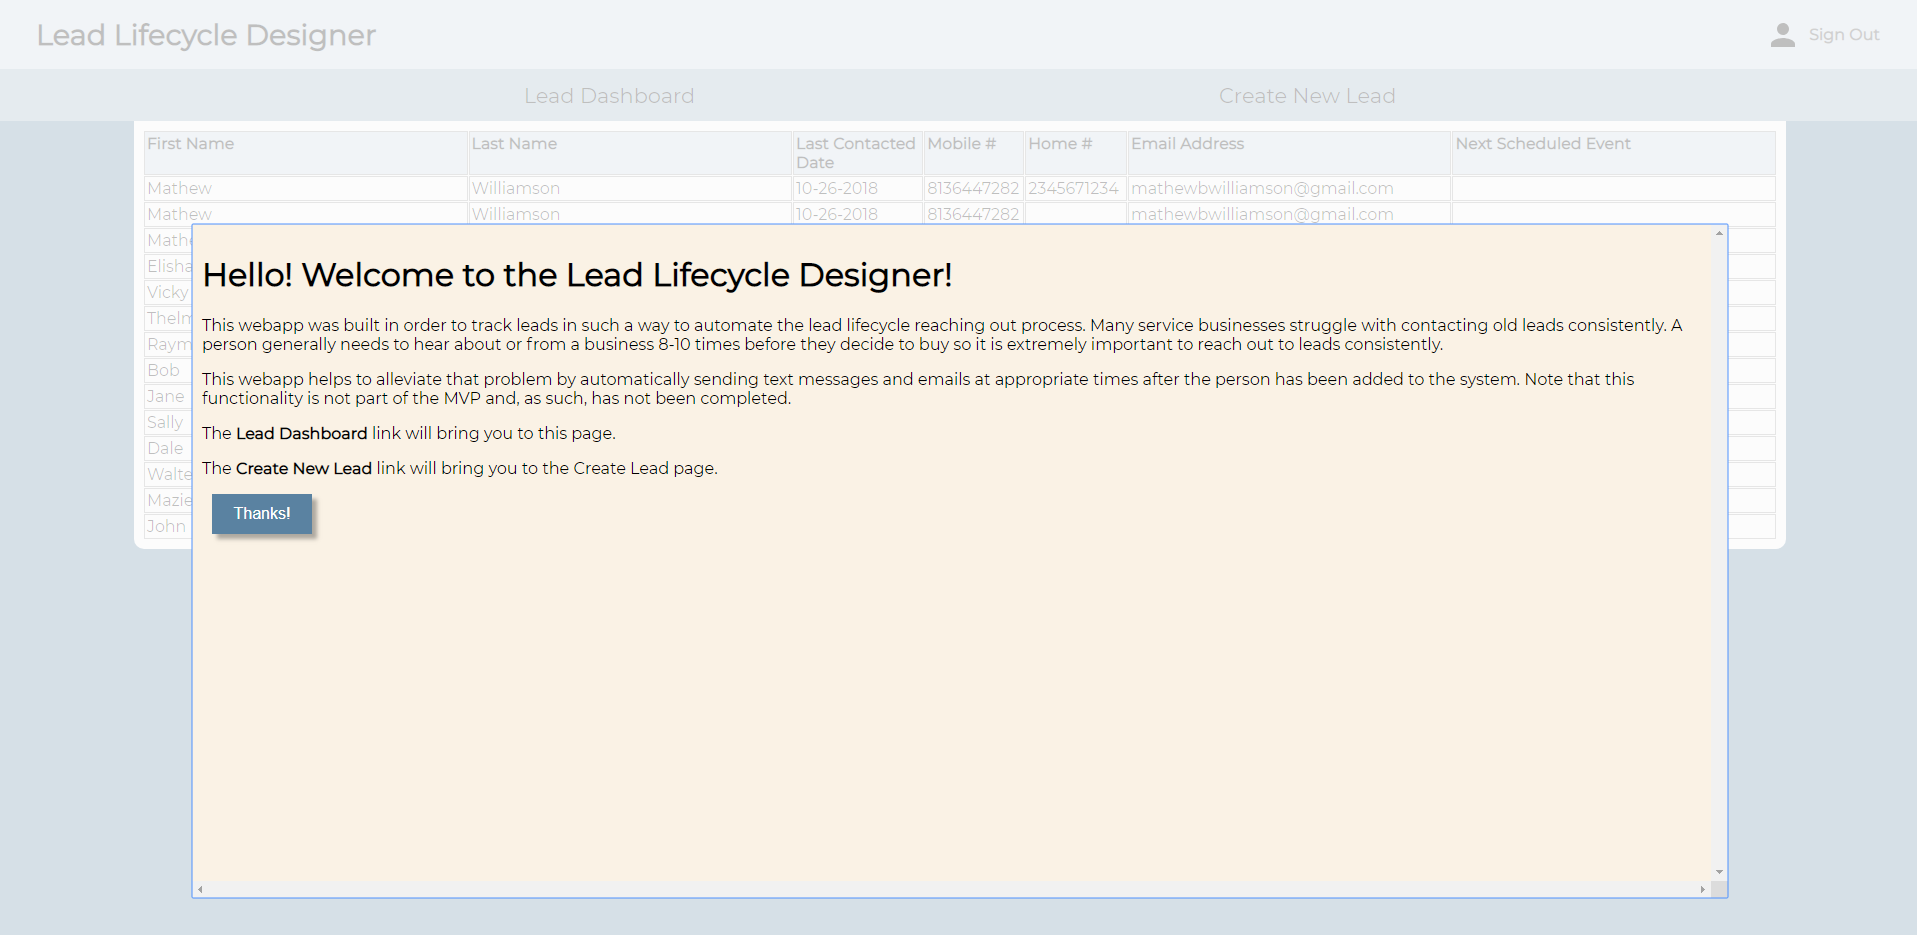 Lead Lifecycle Designer
Sign Out
Lead Dashboard Create New Lead
First Name Last Name Last Contacted Date Mobile # Home # Email Address Next Scheduled Event
Mathew Williamson 10-26-2018 8136447282 2345671234 mathewbwilliamson@gmail.com
Mathew Williamson 10-26-2018 8136447282 mathewbwilliamson@gmail.com
Elisha
Vicky
Bob
Jane
Sally
Dale
Mazie
John
Hello! Welcome to the Lead Lifecycle Designer!
This webapp was built in order to track leads in such a way to automate the lead lifecycle reaching out process. Many service businesses struggle with contacting old leads consistently. A
person generally needs to hear about or from a business 8-10 times before they decide to buy so it is extremely important to reach out to leads consistently.
This webapp helps to alleviate that problem by automatically sending text messages and emails at appropriate times after the person has been added to the system. Note that this
functionality is not part of the MVP and, as such, has not been completed.
The Lead Dashboard link will bring you to this page.
The Create New Lead link will bring you to the Create Lead page.
Thanks!